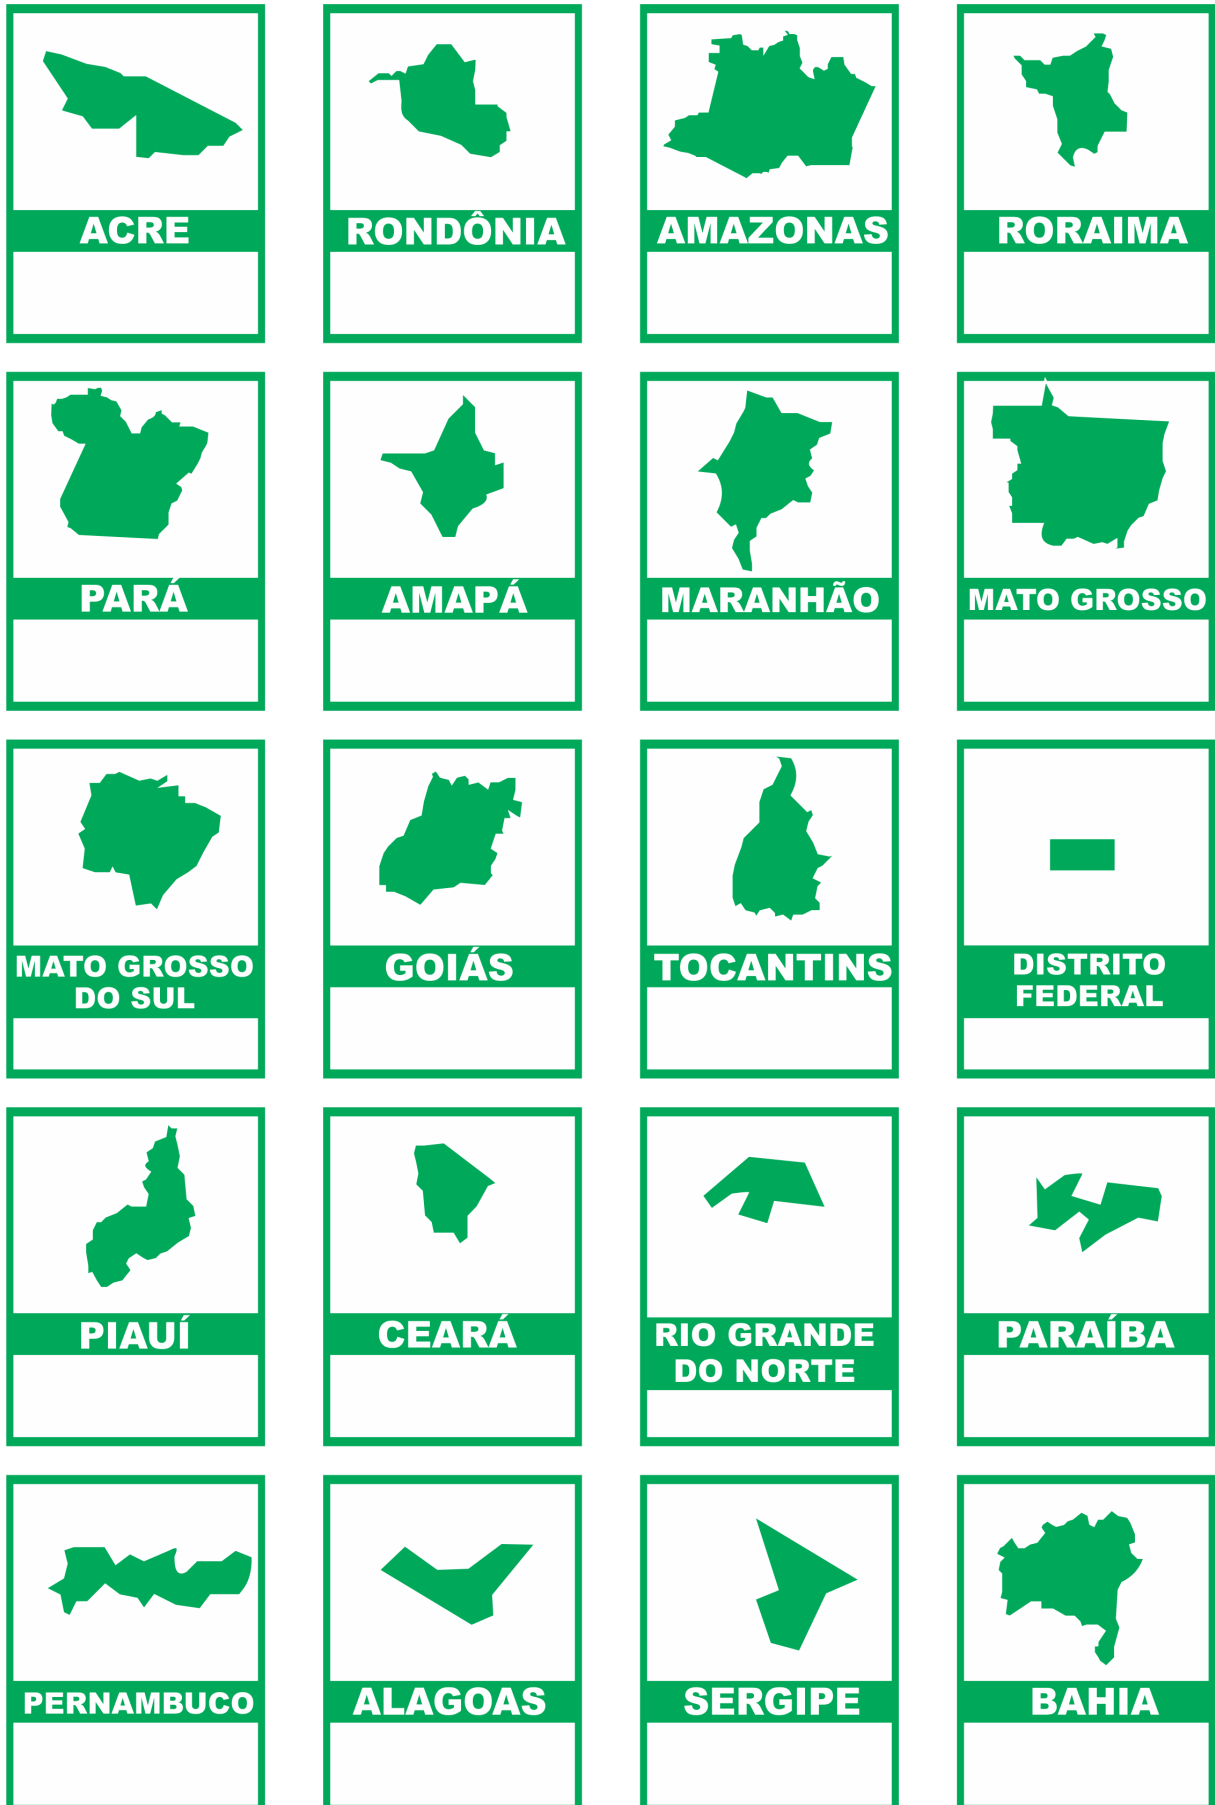 ACRE
RONDÔNIA
AMAZONAS
RORAIMA
PARÁ
AMAPÁ
MARANHÃO
MATO GROSSO
MATO GROSSO
DO SUL
GOIÁS
TOCANTINS
DISTRITO
FEDERAL
PIAUÍ
CEARÁ
RIO GRANDE
DO NORTE
PARAÍBA
PERNAMBUCO
ALAGOAS
SERGIPE
BAHIA